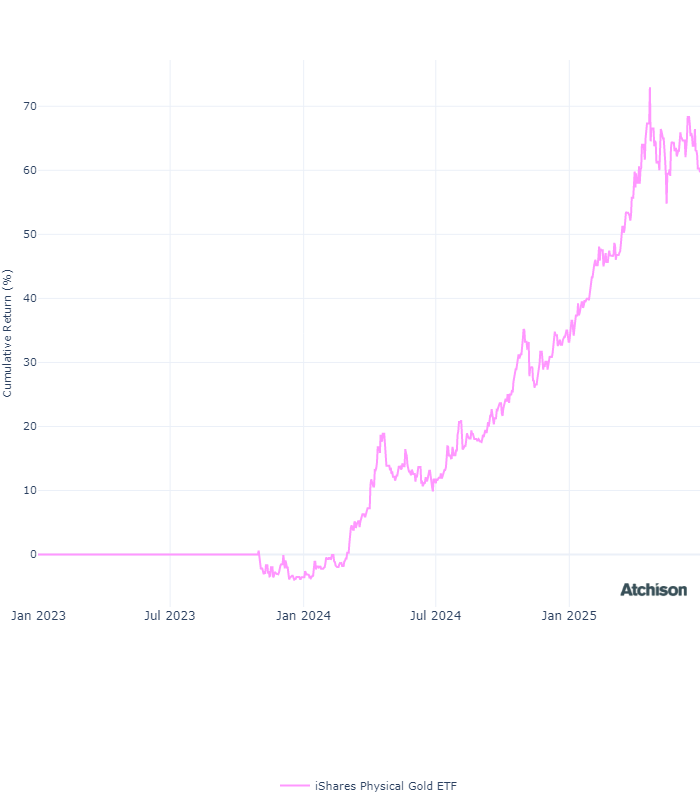 70
60
50
40
30
20
10
0
Cumulative Return (%)
Jan 2023
Jul 2023
Jan 2024
Jul 2024
Jan 2025
Atchison
iShares Physical Gold ETF